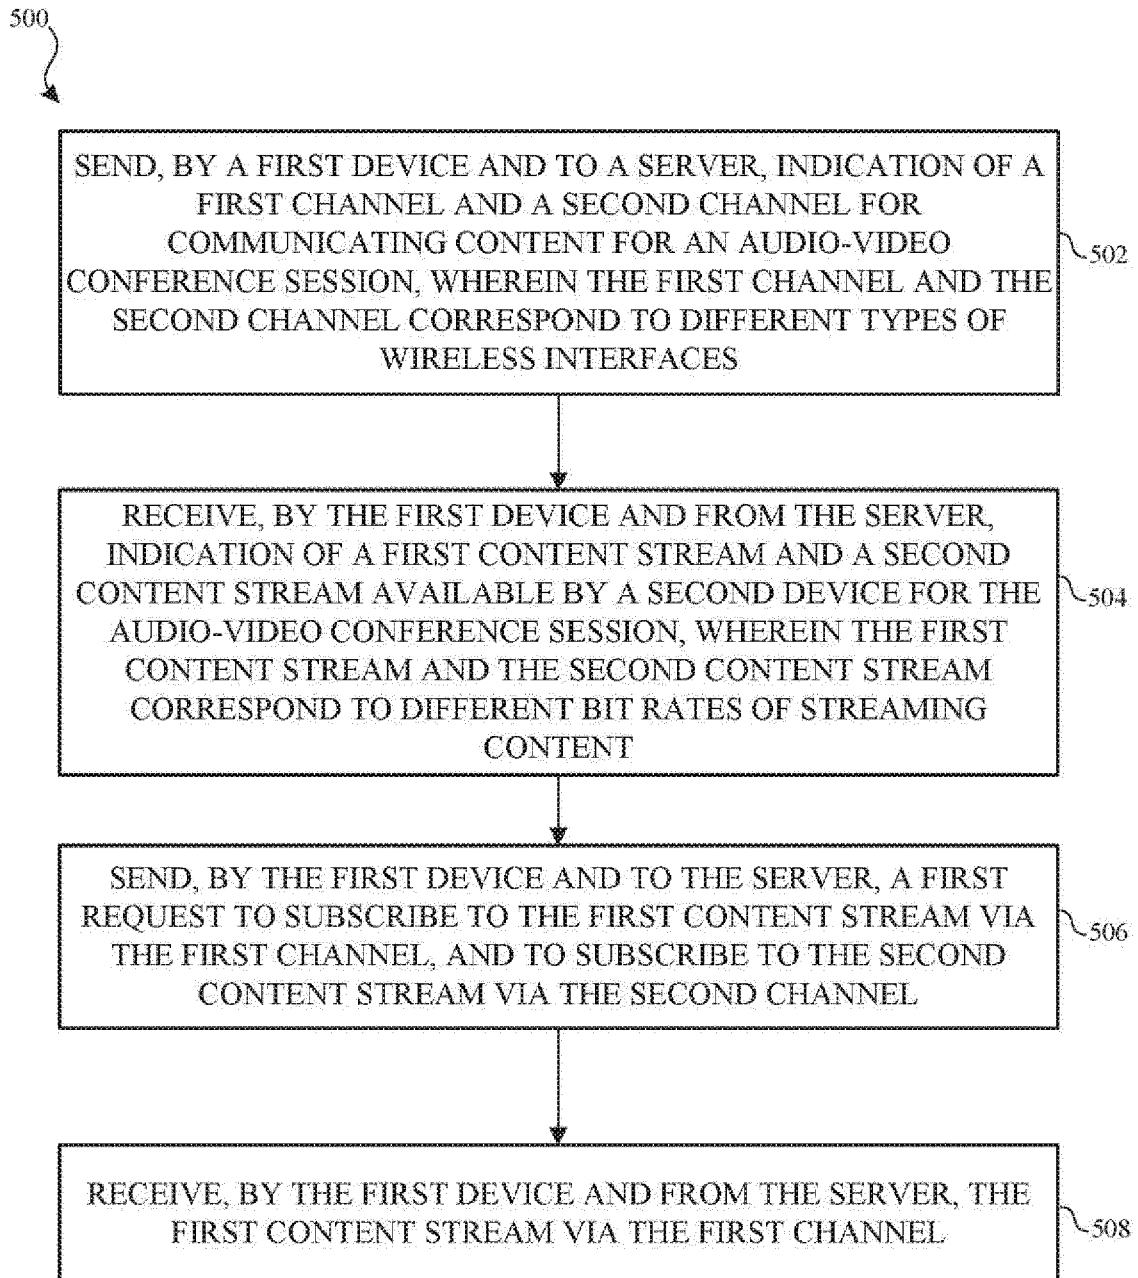 500
SEND, BY A FIRST DEVICE AND TO A SERVER, INDICATION OF A
FIRST CHANNEL AND A SECOND CHANNEL FOR
COMMUNICATING CONTENT FOR AN AUDIO-VIDEO
CONFERENCE SESSION, WHEREIN THE FIRST CHANNEL AND THE
SECOND CHANNEL CORRESPOND TO DIFFERENT TYPES OF
WIRELESS INTERFACES
502
RECEIVE, BY THE FIRST DEVICE AND FROM THE SERVER,
INDICATION OF A FIRST CONTENT STREAM AND A SECOND
CONTENT STREAM AVAILABLE BY A SECOND DEVICE FOR THE
AUDIO-VIDEO CONFERENCE SESSION, WHEREIN THE FIRST
CONTENT STREAM AND THE SECOND CONTENT STREAM
CORRESPOND TO DIFFERENT BIT RATES OF STREAMING
CONTENT
504
SEND, BY THE FIRST DEVICE AND TO THE SERVER, A FIRST
REQUEST TO SUBSCRIBE TO THE FIRST CONTENT STREAM VIA
THE FIRST CHANNEL, AND TO SUBSCRIBE TO THE SECOND
CONTENT STREAM VIA THE SECOND CHANNEL
506
RECEIVE, BY THE FIRST DEVICE AND FROM THE SERVER, THE
FIRST CONTENT STREAM VIA THE FIRST CHANNEL
508